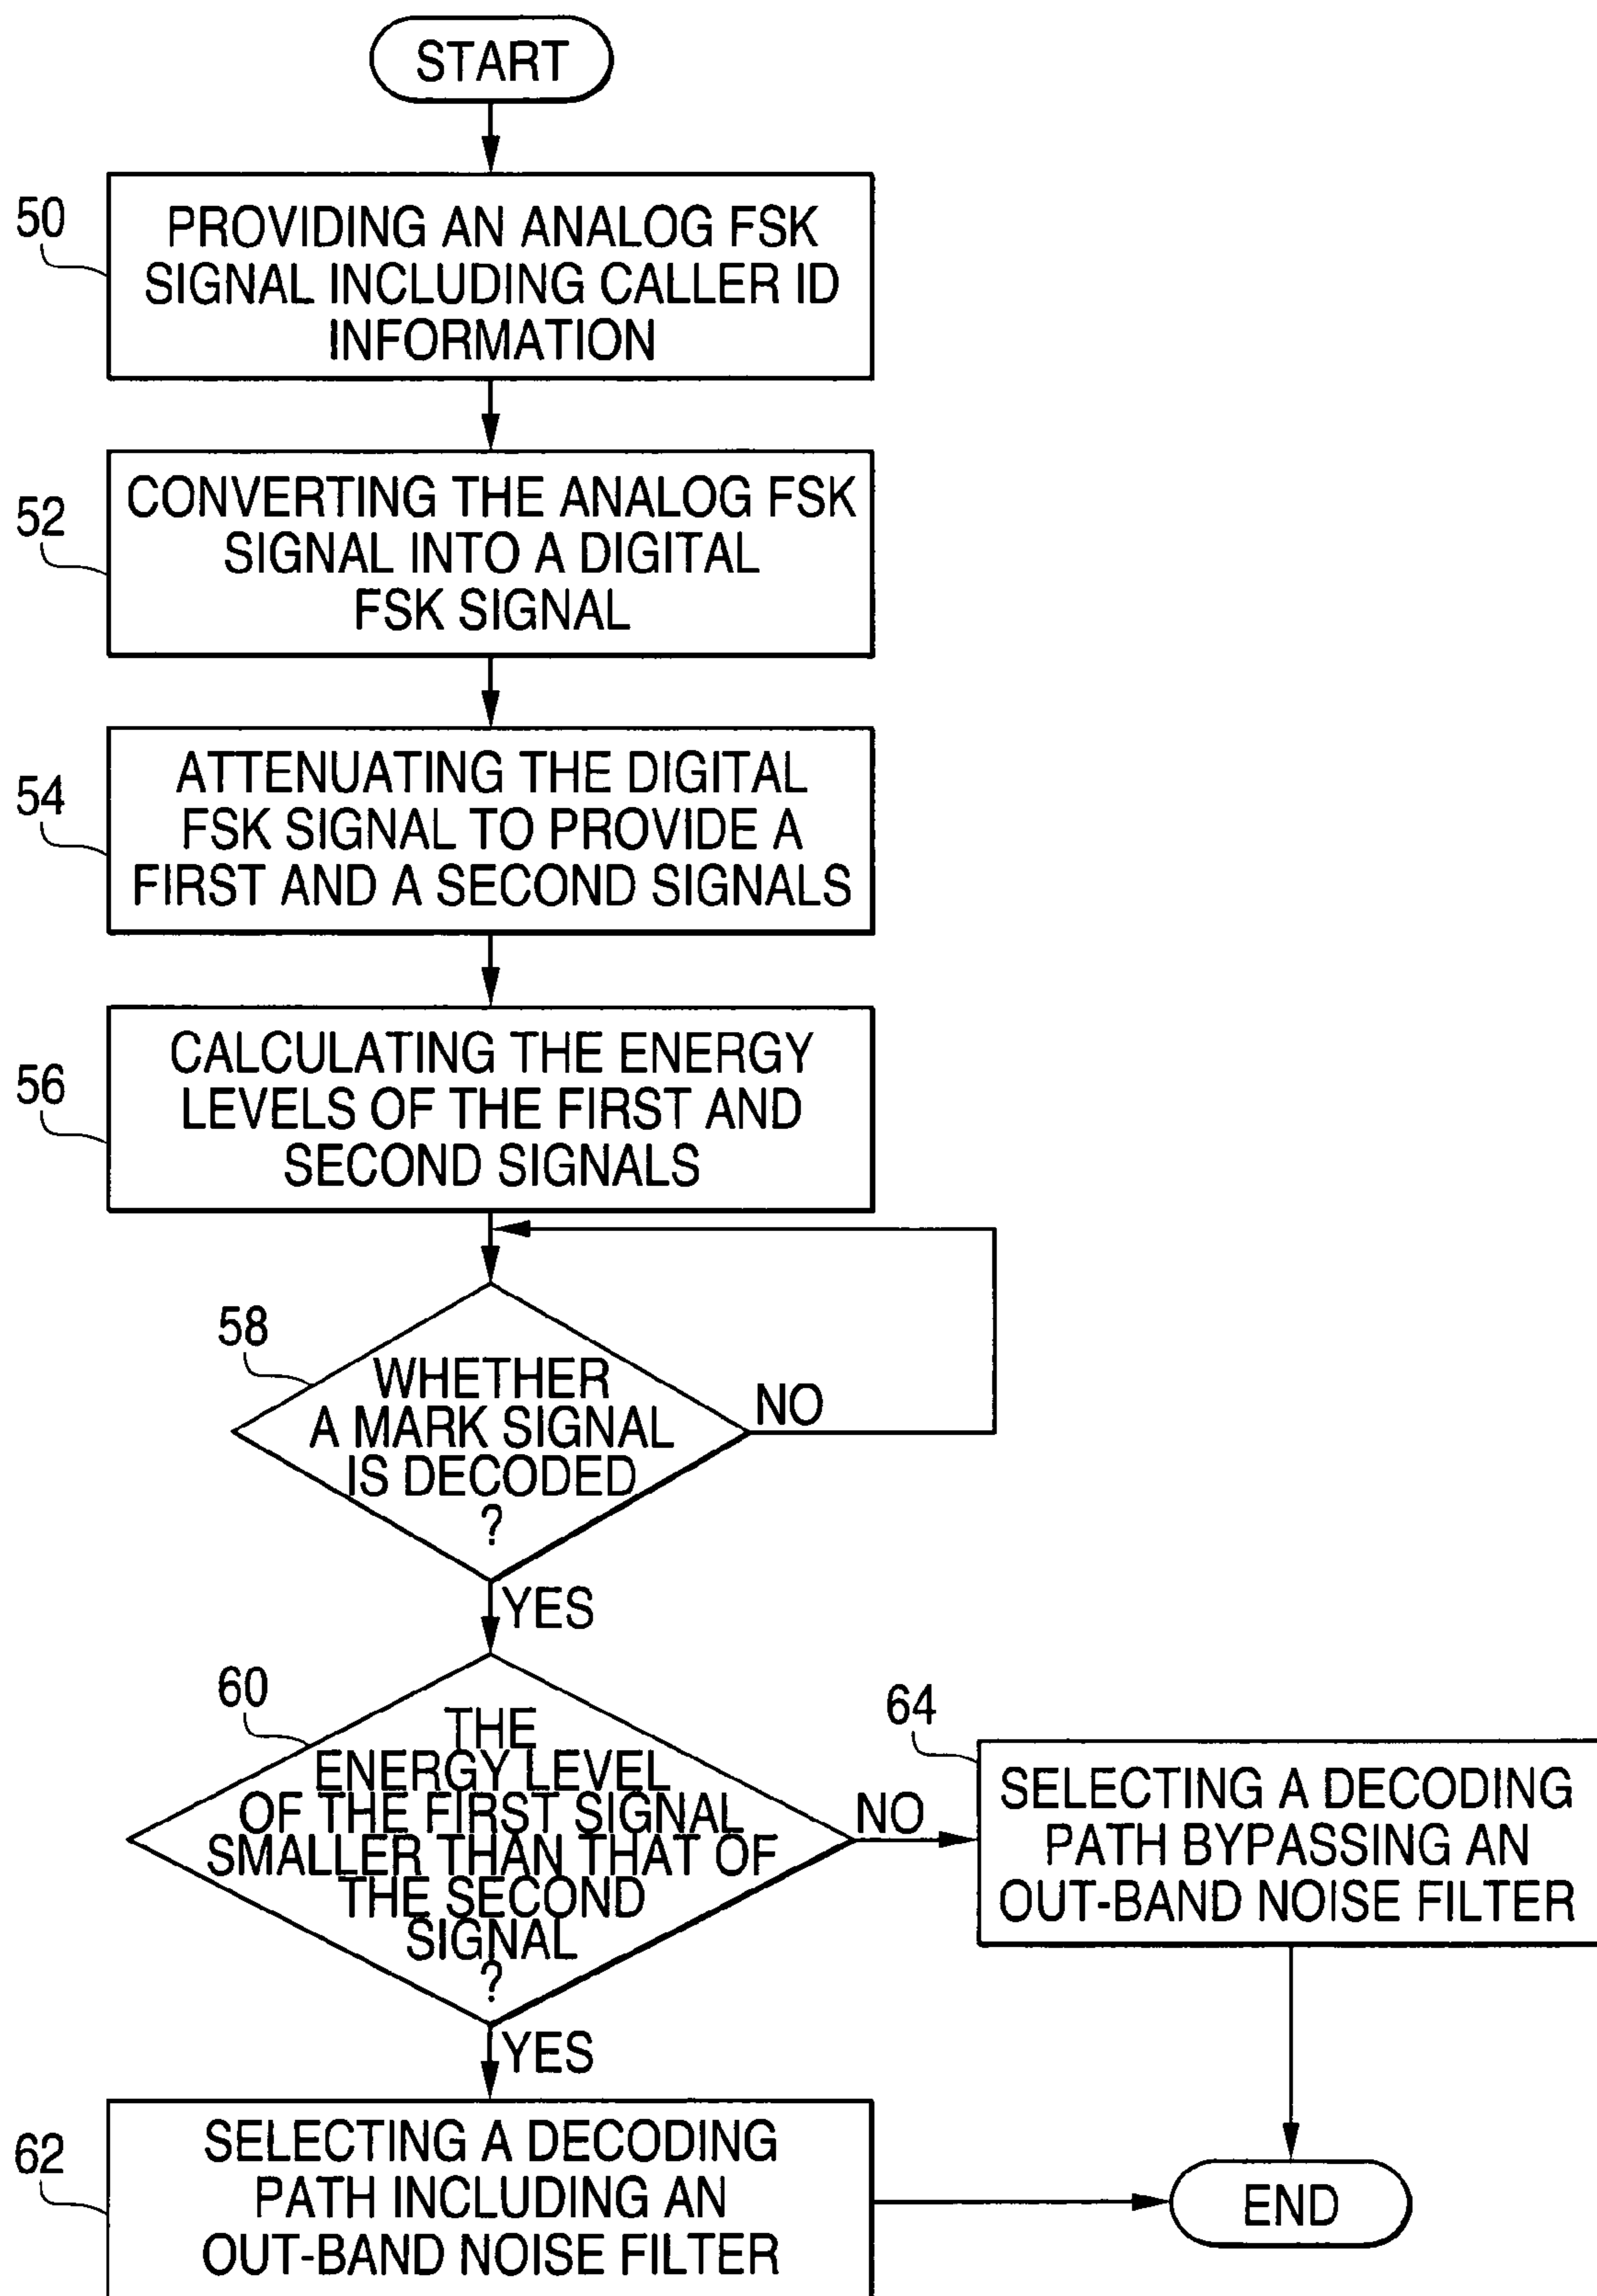 START
50
PROVIDING AN ANALOG FSK
SIGNAL INCLUDING CALLER ID
INFORMATION
52
CONVERTING THE ANALOG FSK
SIGNAL INTO A DIGITAL
FSK SIGNAL
54
ATTENUATING THE DIGITAL
FSK SIGNAL TO PROVIDE A
FIRST AND A SECOND SIGNALS
56
CALCULATING THE ENERGY
LEVELS OF THE FIRST AND
SECOND SIGNALS
58
WHETHER
A MARK SIGNAL
IS DECODED
?
NO
YES
60
THE
ENERGY LEVEL
OF THE FIRST SIGNAL
SMALLER THAN THAT OF
THE SECOND
SIGNAL
?
NO
YES
64
SELECTING A DECODING
PATH BYPASSING AN
OUT-BAND NOISE FILTER
62
SELECTING A DECODING
PATH INCLUDING AN
OUT-BAND NOISE FILTER
END